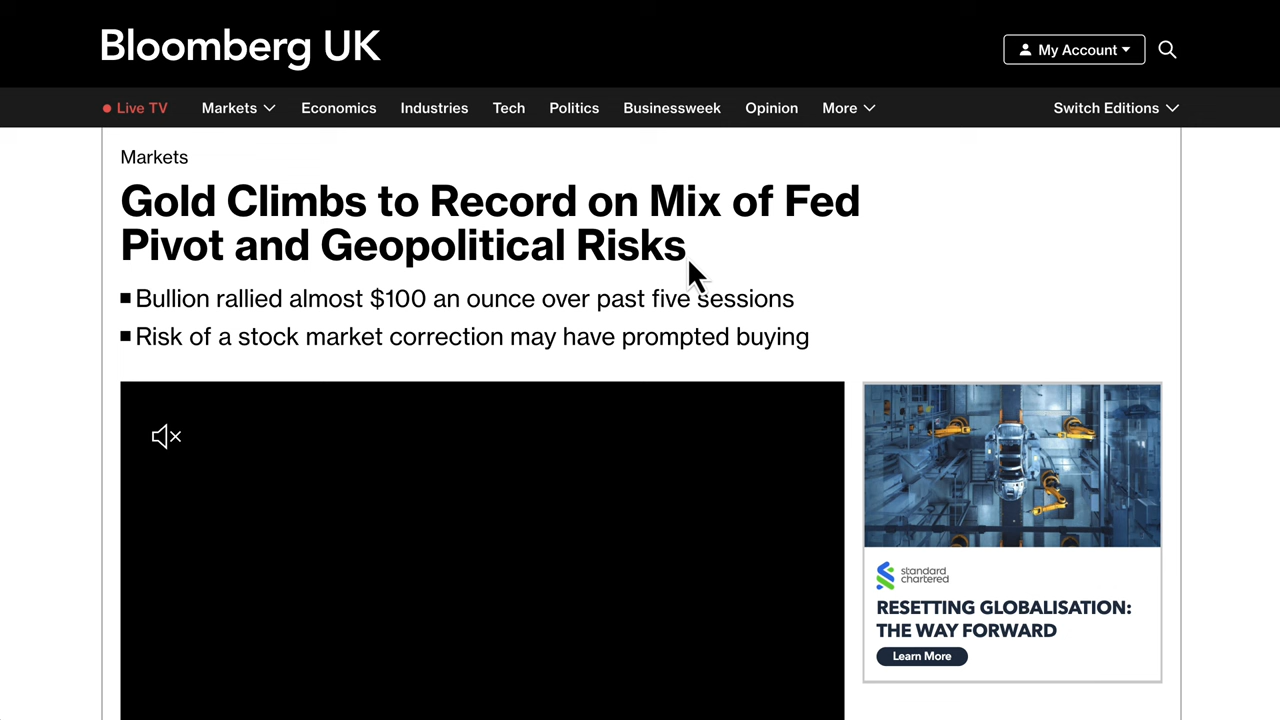 Bloomberg UK
My Account
Live TV Markets Economics Industries Tech Politics Businessweek Opinion More Switch Editions
Markets
Gold Climbs to Record on Mix of Fed
Pivot and Geopolitical Risks
Bullion rallied almost $100 an ounce over past five sessions
Risk of a stock market correction may have prompted buying
standard
chartered
RESETTING GLOBALISATION:
THE WAY FORWARD
Learn More